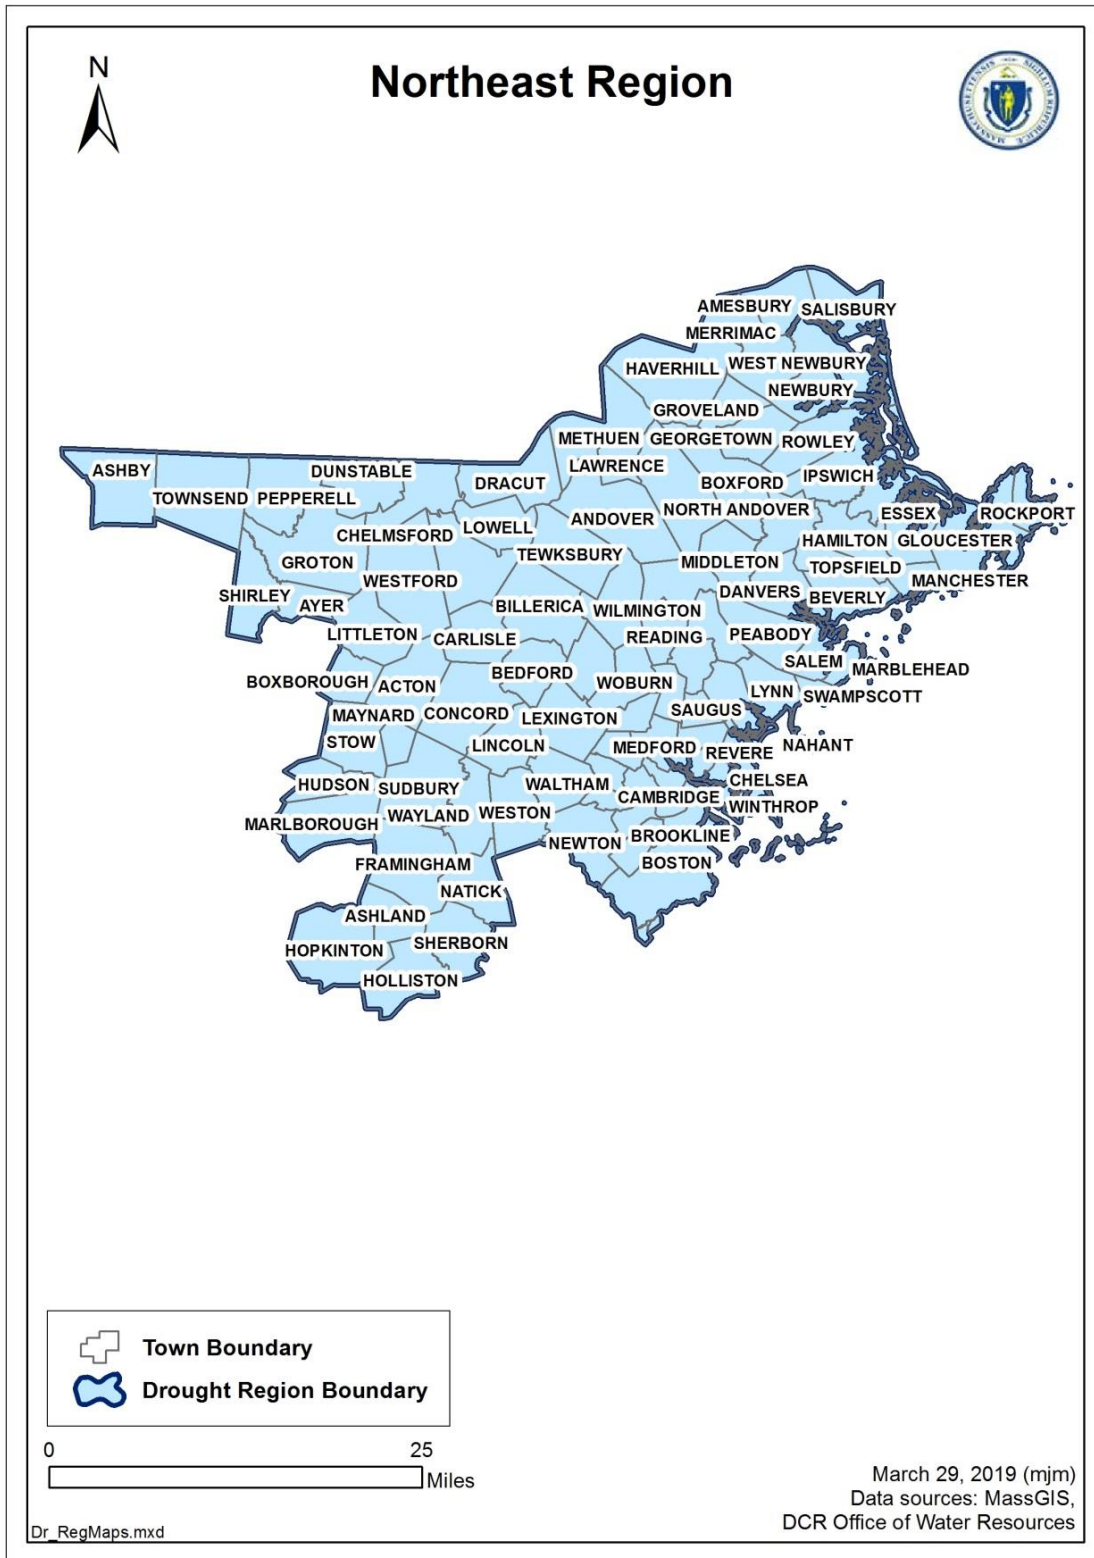 N
Northeast Region
MASSACHUSETTENSIS SIGILLUM REIPUBLICÆ
AMESBURY SALISBURY
MERRIMAC
HAVERHILL WEST NEWBURY
NEWBURY
GROVELAND
METHUEN GEORGETOWN ROWLEY
LAWRENCE
ASHBY DUNSTABLE DRACUT BOXFORD IPSWICH
TOWNSEND PEPPERELL
NORTH ANDOVER ESSEX ROCKPORT
LOWELL ANDOVER
CHELMSFORD HAMILTON GLOUCESTER
TEWKSBURY
GROTON MIDDLETON TOPSFIELD
WESTFORD MANCHESTER
SHIRLEY DANVERS BEVERLY
AYER BILLERICA WILMINGTON
LITTLETON CARLISLE READING PEABODY
SALEM MARBLEHEAD
BOXBOROUGH ACTON BEDFORD WOBURN
LYNN SWAMPSCOTT
MAYNARD CONCORD LEXINGTON SAUGUS
STOW LINCOLN MEDFORD REVERE NAHANT
HUDSON SUDBURY WALTHAM CHELSEA
CAMBRIDGE WINTHROP
MARLBOROUGH WAYLAND WESTON
NEWTON BROOKLINE
FRAMINGHAM BOSTON
NATICK
ASHLAND
HOPKINTON SHERBORN
HOLLISTON
Town Boundary
Drought Region Boundary
0 25
Miles
March 29, 2019 (mjm)
Data sources: MassGIS,
DCR Office of Water Resources
Dr_RegMaps.mxd